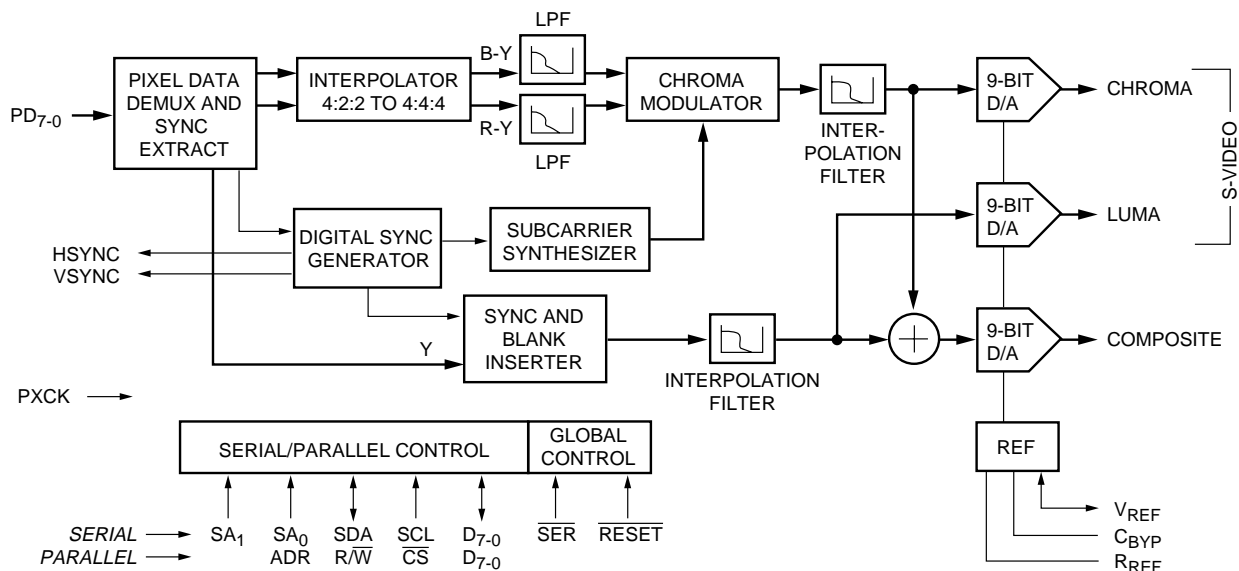 LPF
B-Y
PIXEL DATA
DEMUX AND
SYNC
EXTRACT
INTERPOLATOR
4:2:2 TO 4:4:4
CHROMA
MODULATOR
9-BIT
D/A
CHROMA
PD7-0
R-Y
LPF
INTER-
POLATION
FILTER
S-VIDEO
9-BIT
D/A
LUMA
DIGITAL SYNC
GENERATOR
SUBCARRIER
SYNTHESIZER
HSYNC
VSYNC
SYNC AND
BLANK
INSERTER
Y
9-BIT
D/A
COMPOSITE
INTERPOLATION
FILTER
PXCK
SERIAL/PARALLEL CONTROL
GLOBAL
CONTROL
REF
SERIAL SA1 SA0 SDA SCL D7-0 S̅E̅R̅ R̅E̅S̅E̅T̅
PARALLEL ADR R/W̅ C̅S̅ D7-0
VREF
CBYP
RREF